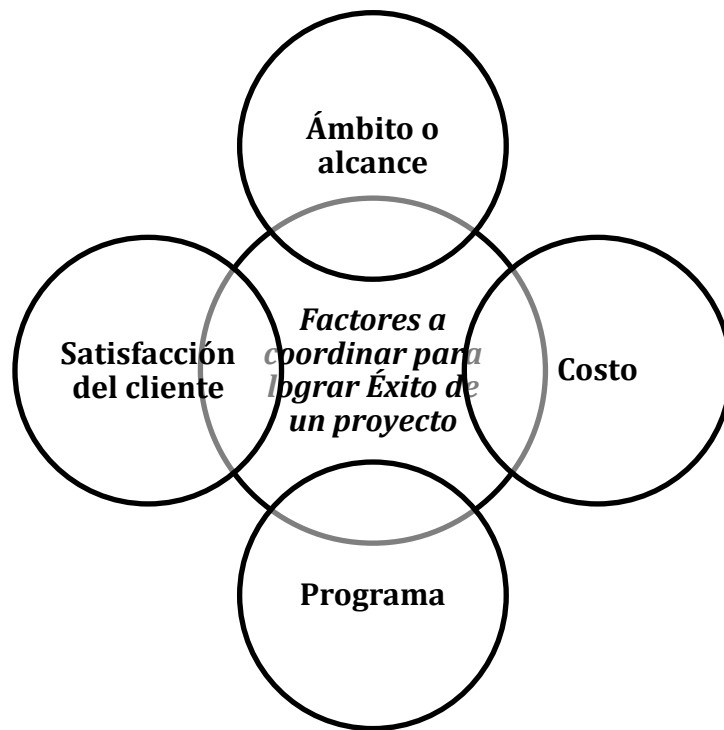 Ámbito o
alcance
Satisfacción
del cliente
Factores a
coordinar para
lograr Éxito de
un proyecto
Costo
Programa